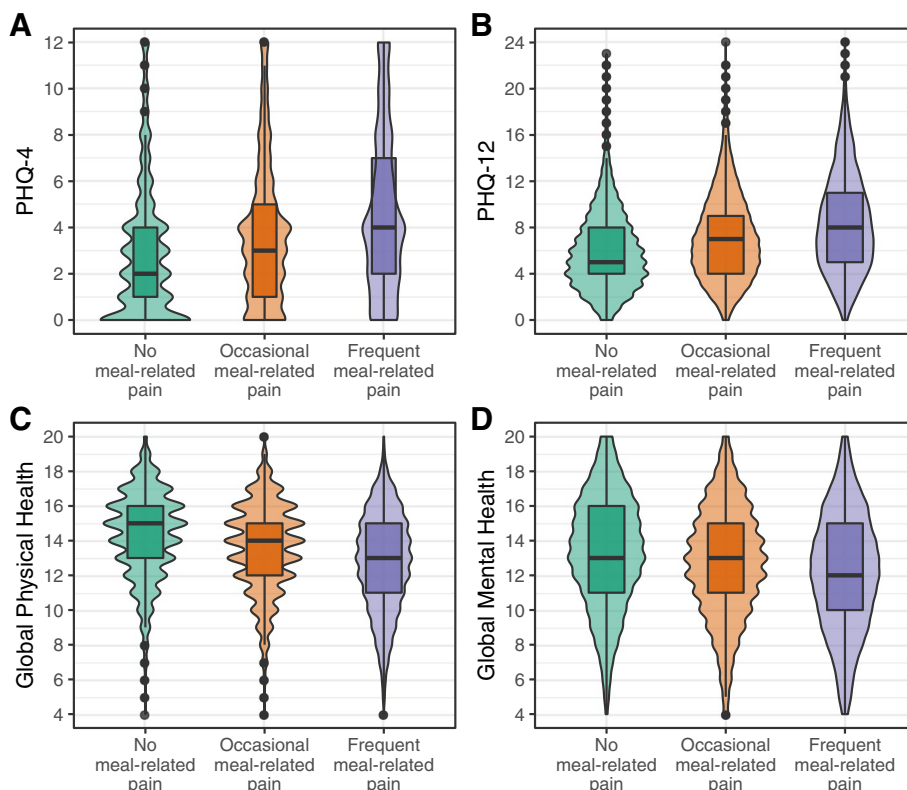 A
B
PHQ-4
12
10
8
6
4
2
0
No
meal-related
pain
Occasional
meal-related
pain
Frequent
meal-related
pain
PHQ-12
24
20
16
12
8
4
0
No
meal-related
pain
Occasional
meal-related
pain
Frequent
meal-related
pain
C
D
Global Physical Health
20
18
16
14
12
10
8
6
4
No
meal-related
pain
Occasional
meal-related
pain
Frequent
meal-related
pain
Global Mental Health
20
18
16
14
12
10
8
6
4
No
meal-related
pain
Occasional
meal-related
pain
Frequent
meal-related
pain